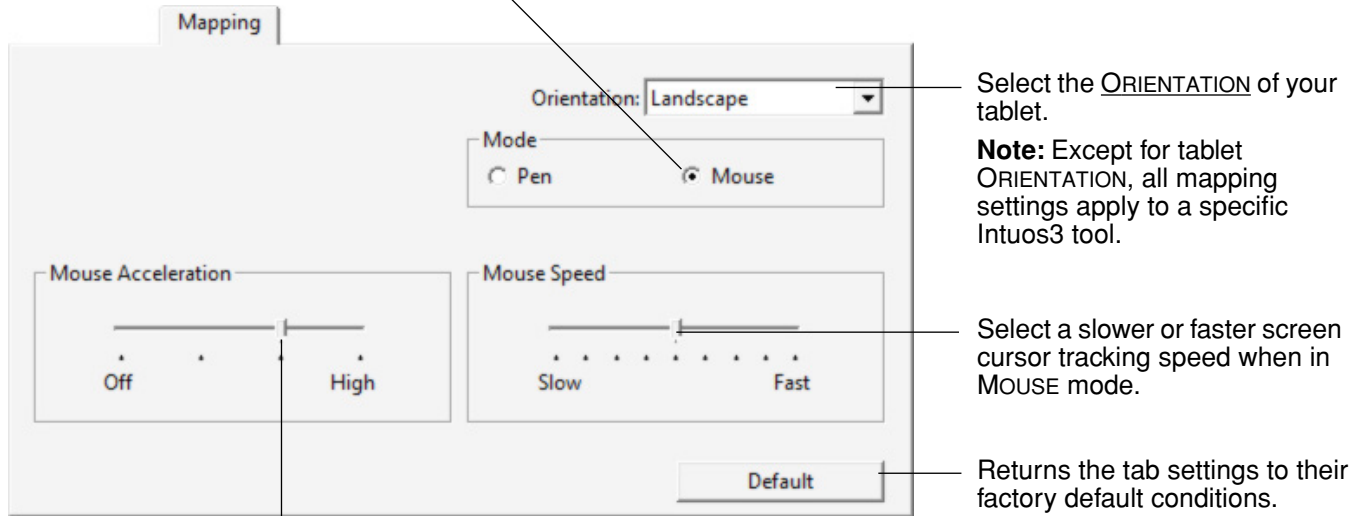 Mapping
Orientation: Landscape
Mode
Pen Mouse
Mouse Acceleration
Off High
Mouse Speed
Slow Fast
Default
Select the ORIENTATION of your
tablet.
Note: Except for tablet
ORIENTATION, all mapping
settings apply to a specific
Intuos3 tool.
Select a slower or faster screen
cursor tracking speed when in
MOUSE mode.
Returns the tab settings to their
factory default conditions.